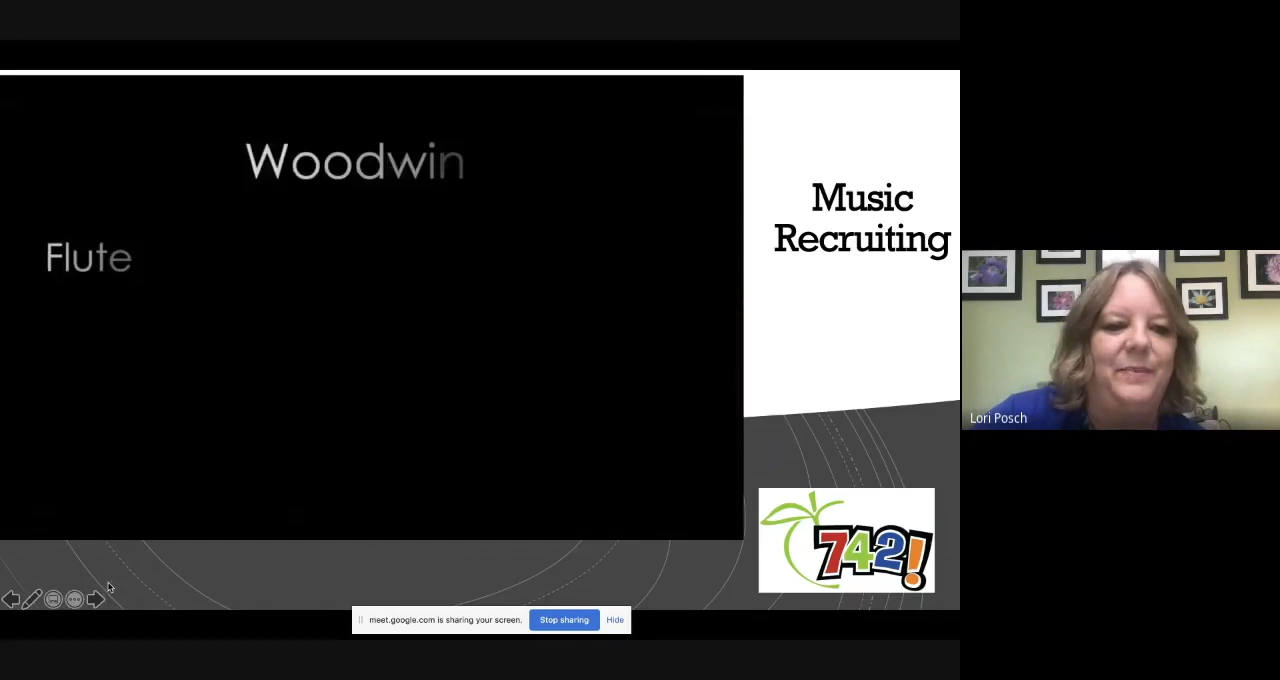 Woodwin
Flute
Music
Recruiting
742!
Lori Posch
meet.google.com is sharing your screen.
Stop sharing
Hide